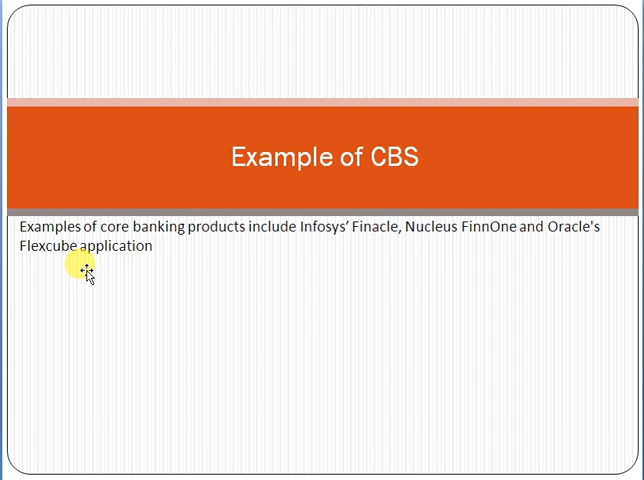 Example of CBS
Examples of core banking products include Infosys’ Finacle, Nucleus FinnOne and Oracle's
Flexcube application